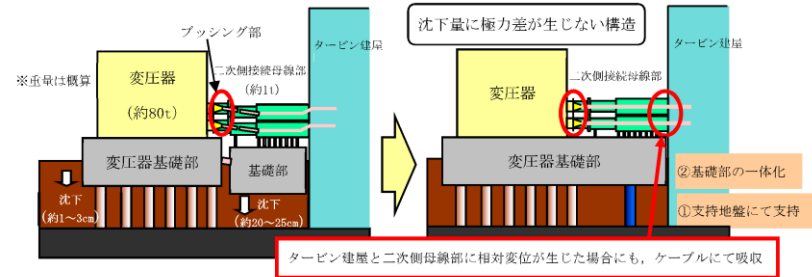 ブッシング部
タービン建屋
※重量は概算
変圧器
(約80t)
二次側接続母線部
(約1t)
変圧器基礎部
基礎部
沈下
(約1~3cm)
沈下
(約20~25cm)
沈下量に極力差が生じない構造
タービン建屋
二次側接続母線部
変圧器
変圧器基礎部
②基礎部の一体化
①支持地盤にて支持
タービン建屋と二次側母線部に相対変位が生じた場合にも，ケーブルにて吸収